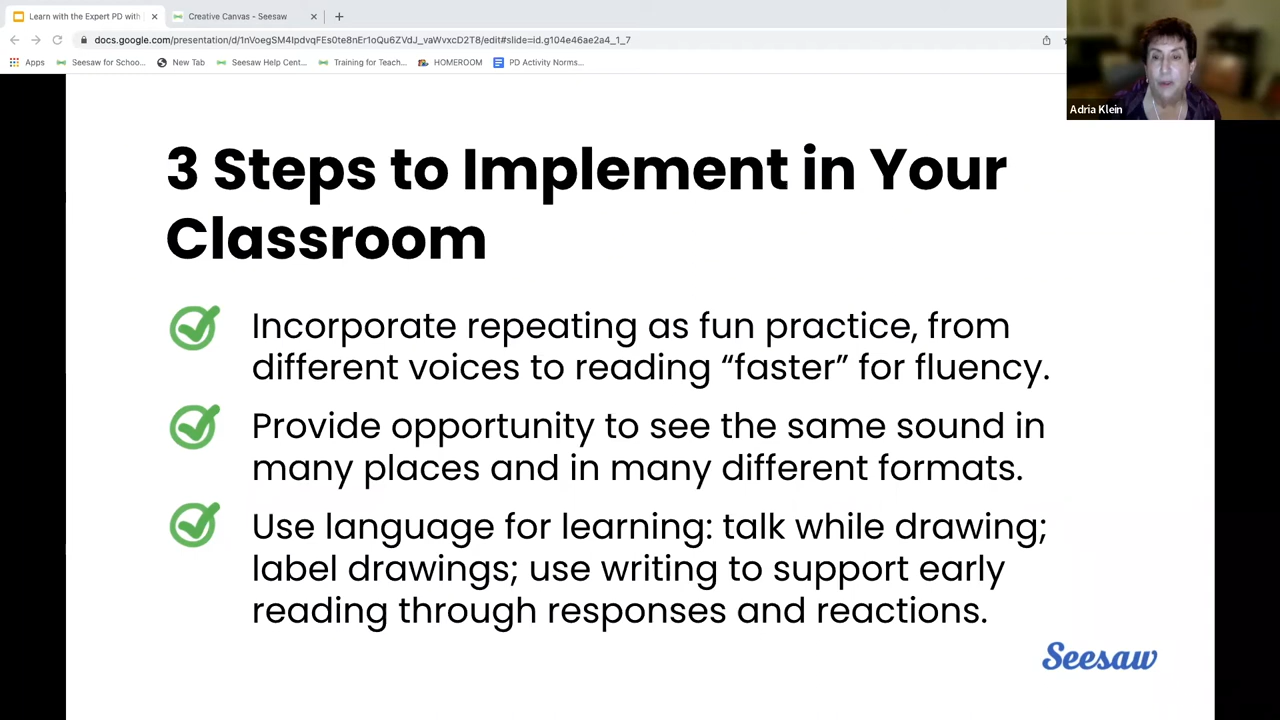 Learn with the Expert PD with
Creative Canvas - Seesaw
docs.google.com/presentation/d/1nVoegSM4IpdvqFEs0te8nEr1oQu6ZVdJ_vaWvxcD2T8/edit#slide=id.g104e46ae2a4_1_7
Apps
Seesaw for Schoo...
New Tab
Seesaw Help Cent...
Training for Teach...
HOMEROOM
PD Activity Norms...
Adria Klein
3 Steps to Implement in Your
Classroom
Incorporate repeating as fun practice, from
different voices to reading “faster” for fluency.
Provide opportunity to see the same sound in
many places and in many different formats.
Use language for learning: talk while drawing;
label drawings; use writing to support early
reading through responses and reactions.
Seesaw